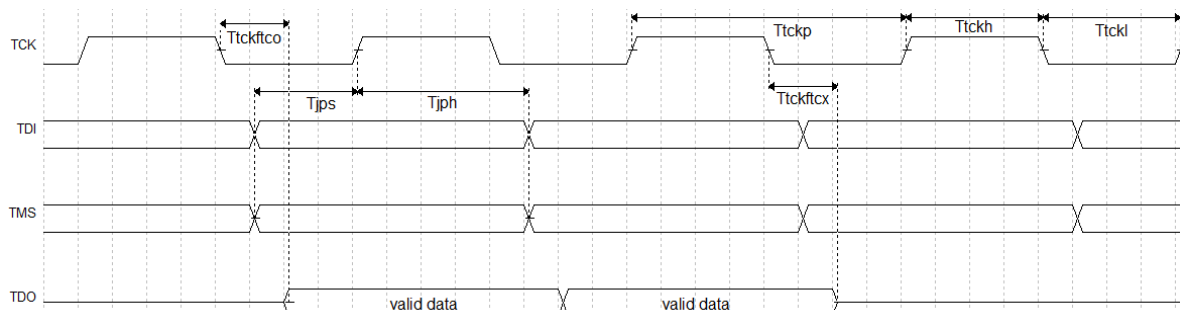 Ttckp
Ttckh
Ttckl
Ttckftco
TCK
Tjps
Tjph
Ttckftcx
TDI
TMS
TDO
valid data
valid data